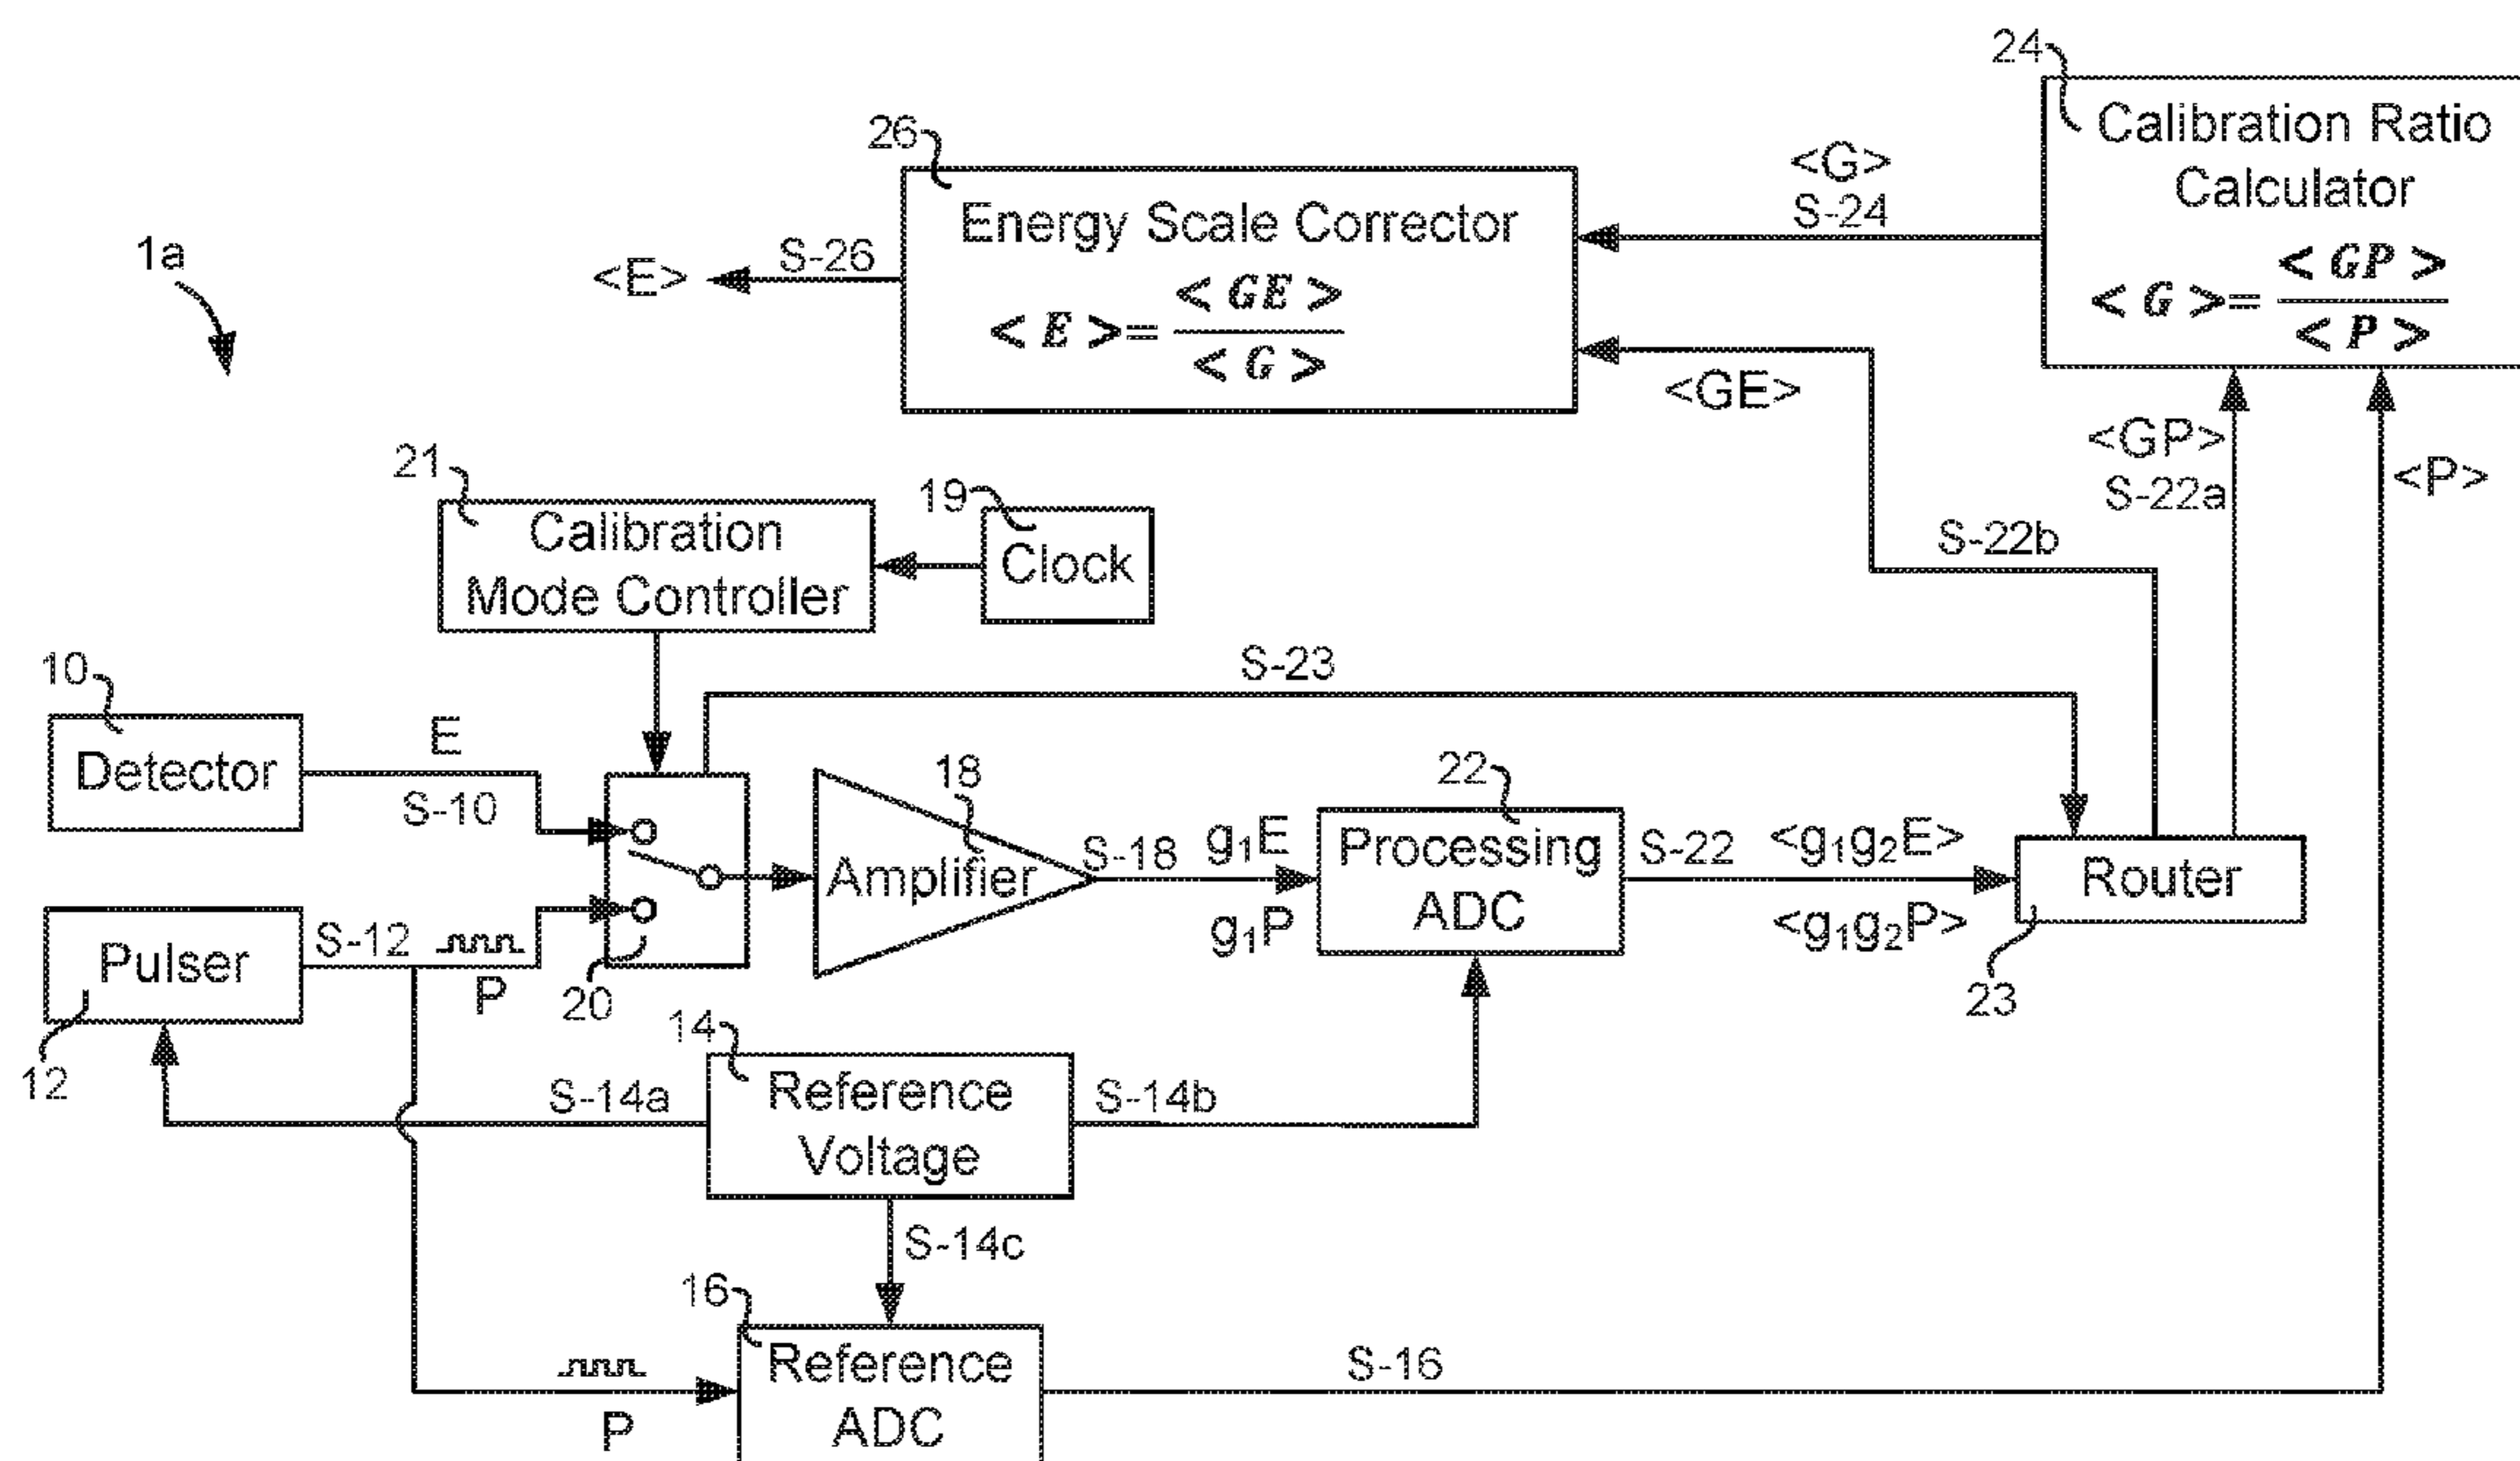 24
Calibration Ratio
Calculator
< G >= < GP >
< P >
26
Energy Scale Corrector
< E >= < GE >
< G >
<G>
S-24
<E>
S-26
1a
<GE>
<GP>
S-22a
<P>
21
Calibration
Mode Controller
19
Clock
S-22b
S-23
10
Detector
E
S-10
18
Amplifier
S-18
g₁E
g₁P
22
Processing
ADC
S-22
<g₁g₂E>
<g₁g₂P>
Router
23
Pulser
12
S-12
P
20
14
Reference
Voltage
S-14a
S-14b
S-14c
16
Reference
ADC
P
S-16